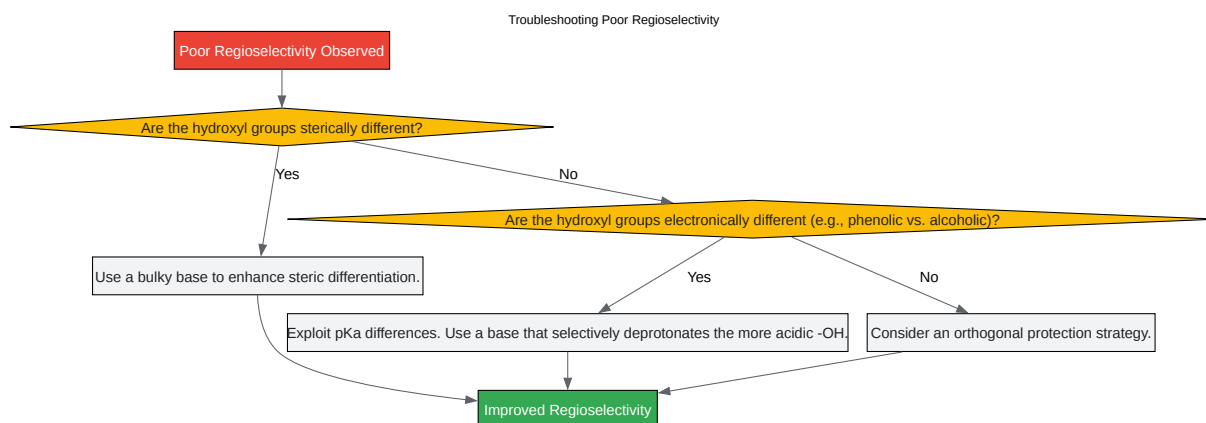 Troubleshooting Poor Regioselectivity
Poor Regioselectivity Observed
Are the hydroxyl groups sterically different?
Yes
No
Are the hydroxyl groups electronically different (e.g., phenolic vs. alcoholic)?
Use a bulky base to enhance steric differentiation.
Yes
No
Exploit pKa differences. Use a base that selectively deprotonates the more acidic -OH.
Consider an orthogonal protection strategy.
Improved Regioselectivity